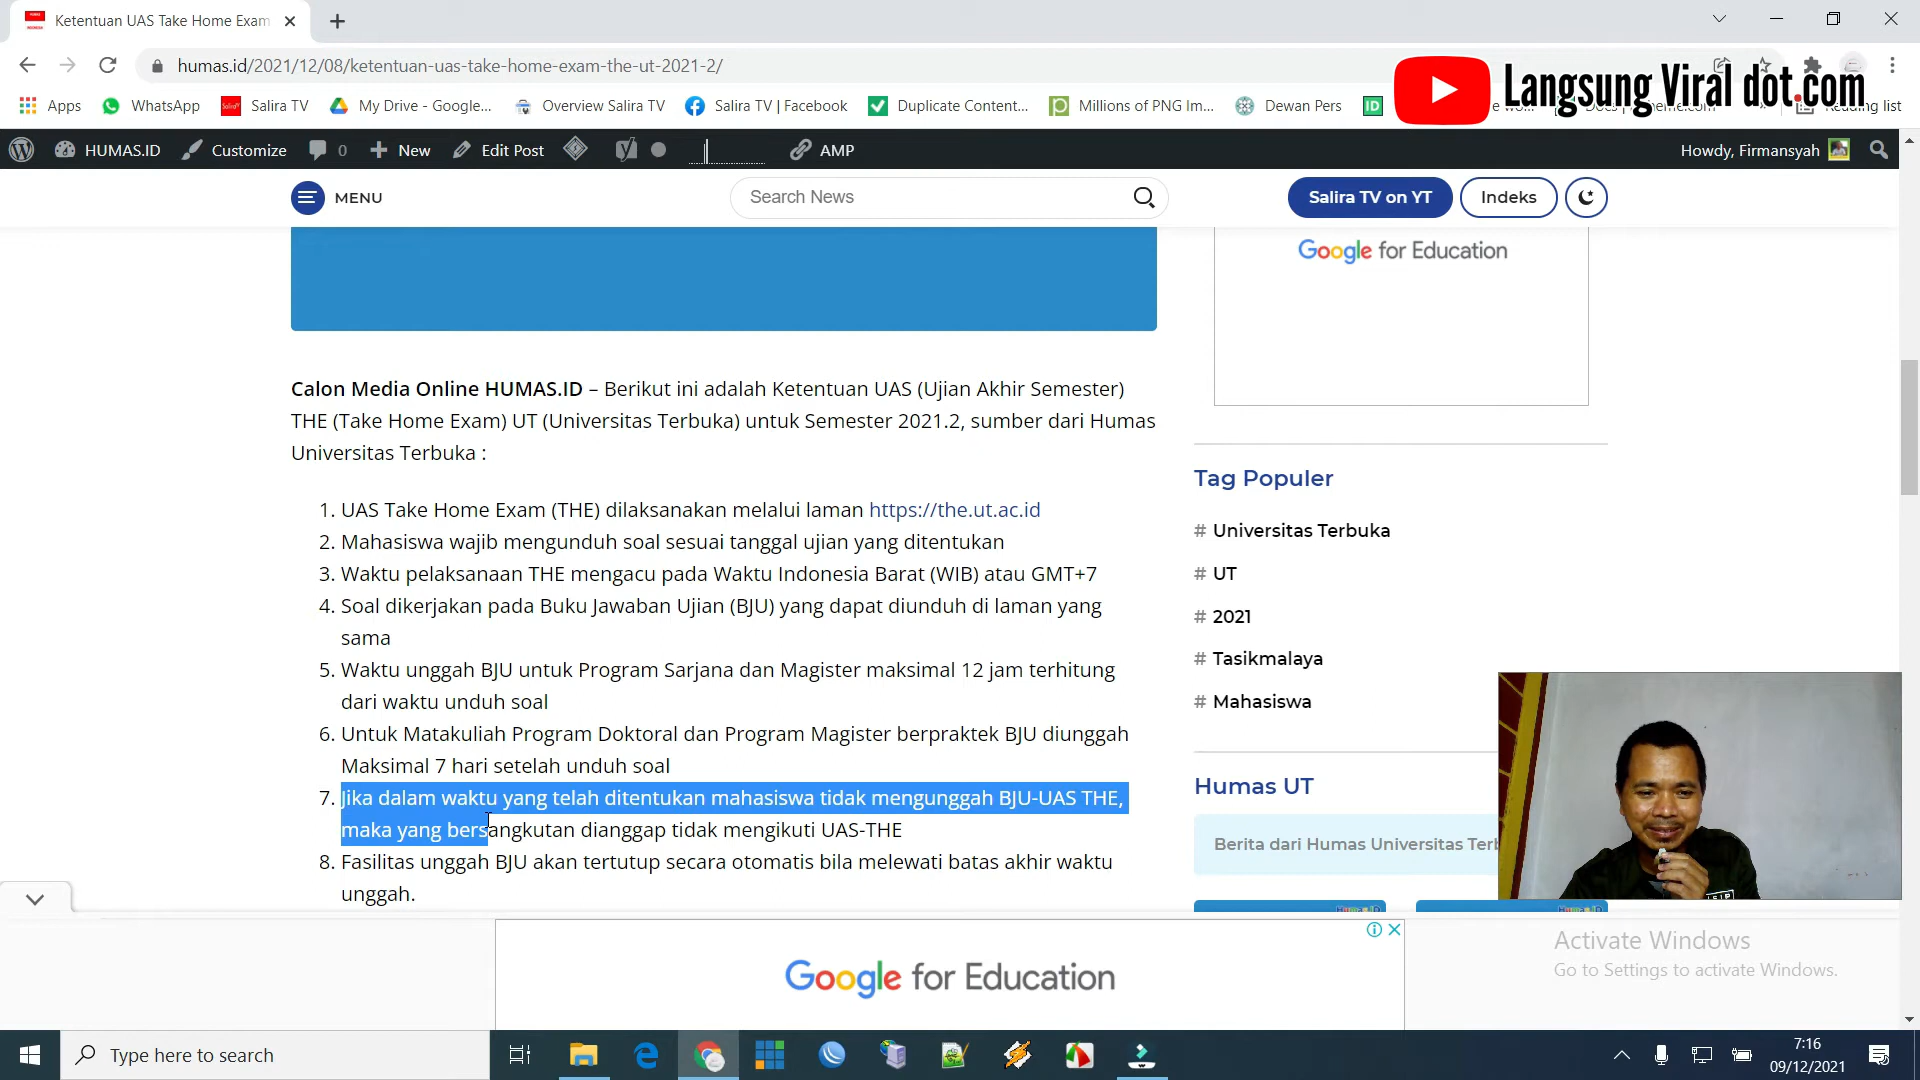 Ketentuan UAS Take Home Exam
humas.id/2021/12/08/ketentuan-uas-take-home-exam-the-ut-2021-2/
Langsung Viral dot.com
Apps WhatsApp Salira TV My Drive - Google... Overview Salira TV Salira TV | Facebook Duplicate Content... Millions of PNG Im... Dewan Pers
HUMAS.ID Customize 0 New Edit Post AMP Howdy, Firmansyah
MENU Search News Salira TV on YT Indeks
Google for Education
Calon Media Online HUMAS.ID – Berikut ini adalah Ketentuan UAS (Ujian Akhir Semester)
THE (Take Home Exam) UT (Universitas Terbuka) untuk Semester 2021.2, sumber dari Humas
Universitas Terbuka :
1. UAS Take Home Exam (THE) dilaksanakan melalui laman https://the.ut.ac.id
2. Mahasiswa wajib mengunduh soal sesuai tanggal ujian yang ditentukan
3. Waktu pelaksanaan THE mengacu pada Waktu Indonesia Barat (WIB) atau GMT+7
4. Soal dikerjakan pada Buku Jawaban Ujian (BJU) yang dapat diunduh di laman yang
sama
5. Waktu unggah BJU untuk Program Sarjana dan Magister maksimal 12 jam terhitung
dari waktu unduh soal
6. Untuk Matakuliah Program Doktoral dan Program Magister berpraktek BJU diunggah
Maksimal 7 hari setelah unduh soal
7. Jika dalam waktu yang telah ditentukan mahasiswa tidak mengunggah BJU-UAS THE,
maka yang bersangkutan dianggap tidak mengikuti UAS-THE
8. Fasilitas unggah BJU akan tertutup secara otomatis bila melewati batas akhir waktu
unggah.
Tag Populer
# Universitas Terbuka
# UT
# 2021
# Tasikmalaya
# Mahasiswa
Humas UT
Berita dari Humas Universitas Terb
Google for Education
Activate Windows
Go to Settings to activate Windows.
Type here to search
7:16
09/12/2021